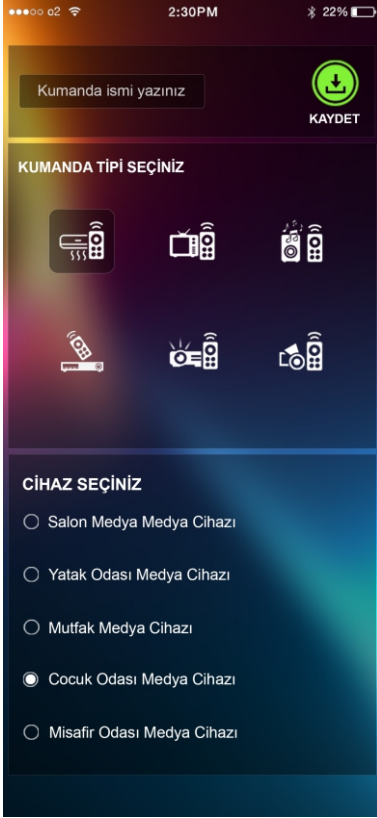 o2 2:30PM 22%
Kumanda ismi yazınız
KAYDET
KUMANDA TİPİ SEÇİNİZ
CİHAZ SEÇİNİZ
Salon Medya Medya Cihazı
Yatak Odası Medya Cihazı
Mutfak Medya Cihazı
Cocuk Odası Medya Cihazı
Misafir Odası Medya Cihazı